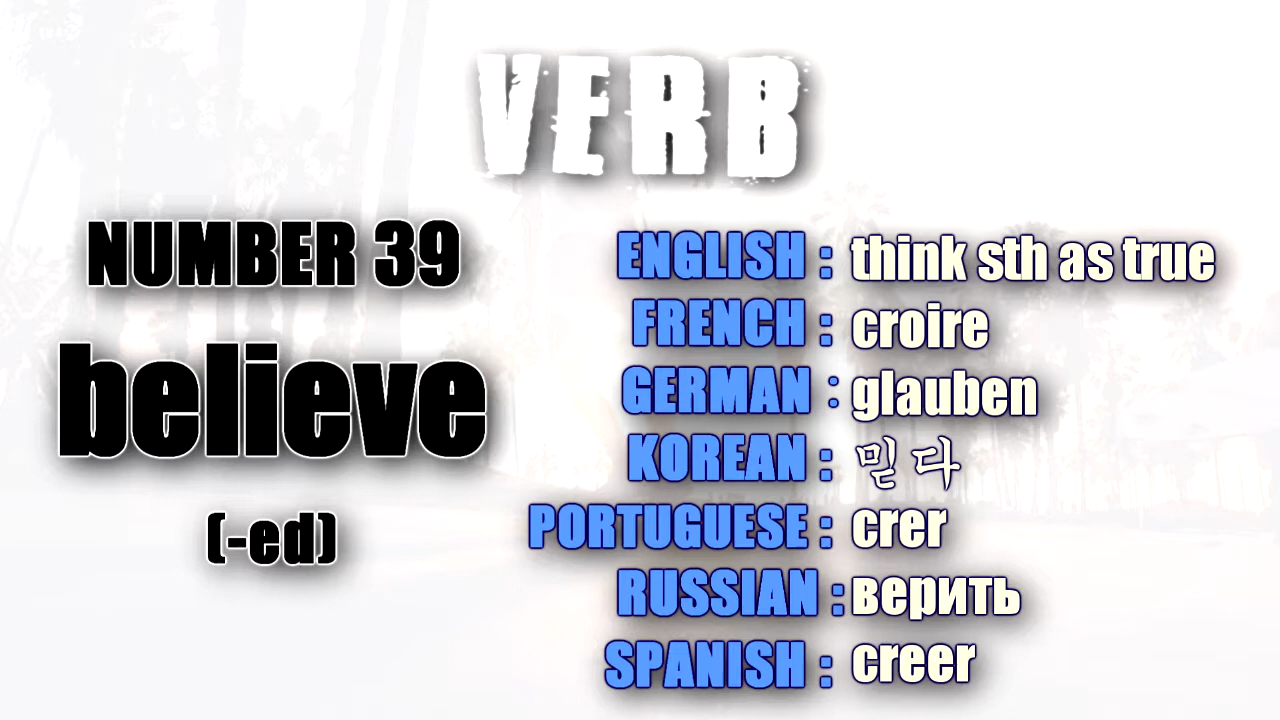 VERB
NUMBER 39
believe
(-ed)
ENGLISH : think sth as true
FRENCH : croire
GERMAN : glauben
KOREAN : 믿다
PORTUGUESE : crer
RUSSIAN : верить
SPANISH : creer